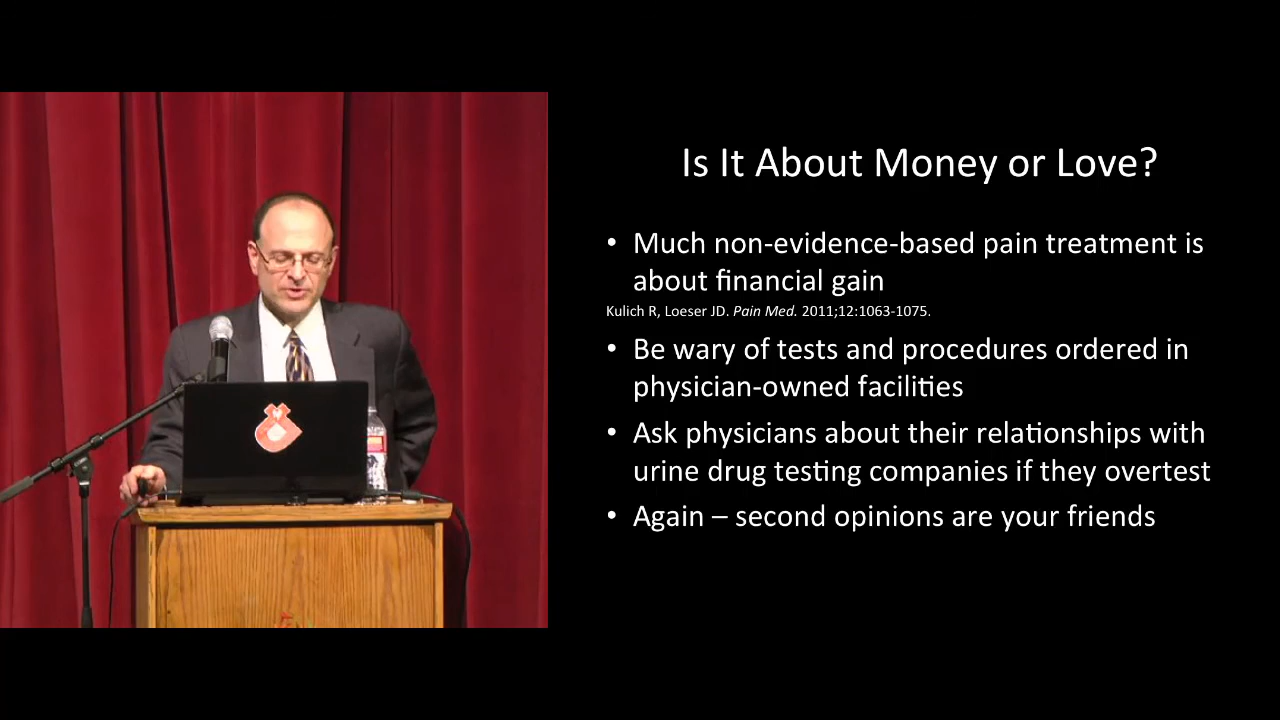 Is It About Money or Love?
• Much non-evidence-based pain treatment is
about financial gain
Kulich R, Loeser JD. Pain Med. 2011;12:1063-1075.
• Be wary of tests and procedures ordered in
physician-owned facilities
• Ask physicians about their relationships with
urine drug testing companies if they overtest
• Again – second opinions are your friends